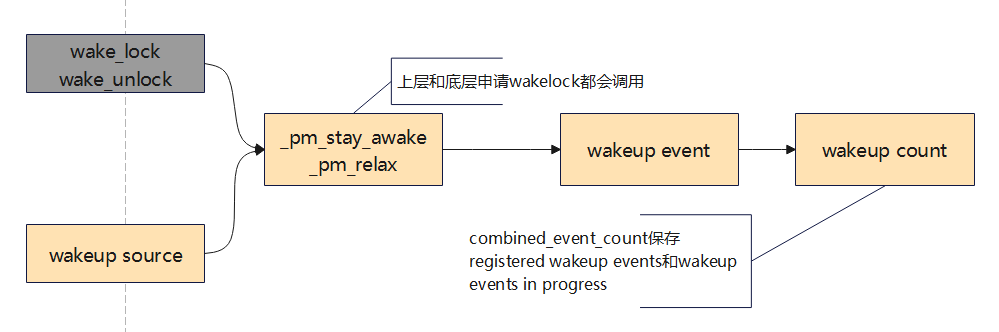 wake_lock
wake_unlock
上层和底层申请wakelock都会调用
_pm_stay_awake
_pm_relax
wakeup event
wakeup count
wakeup source
combined_event_count保存
registered wakeup events和wakeup
events in progress